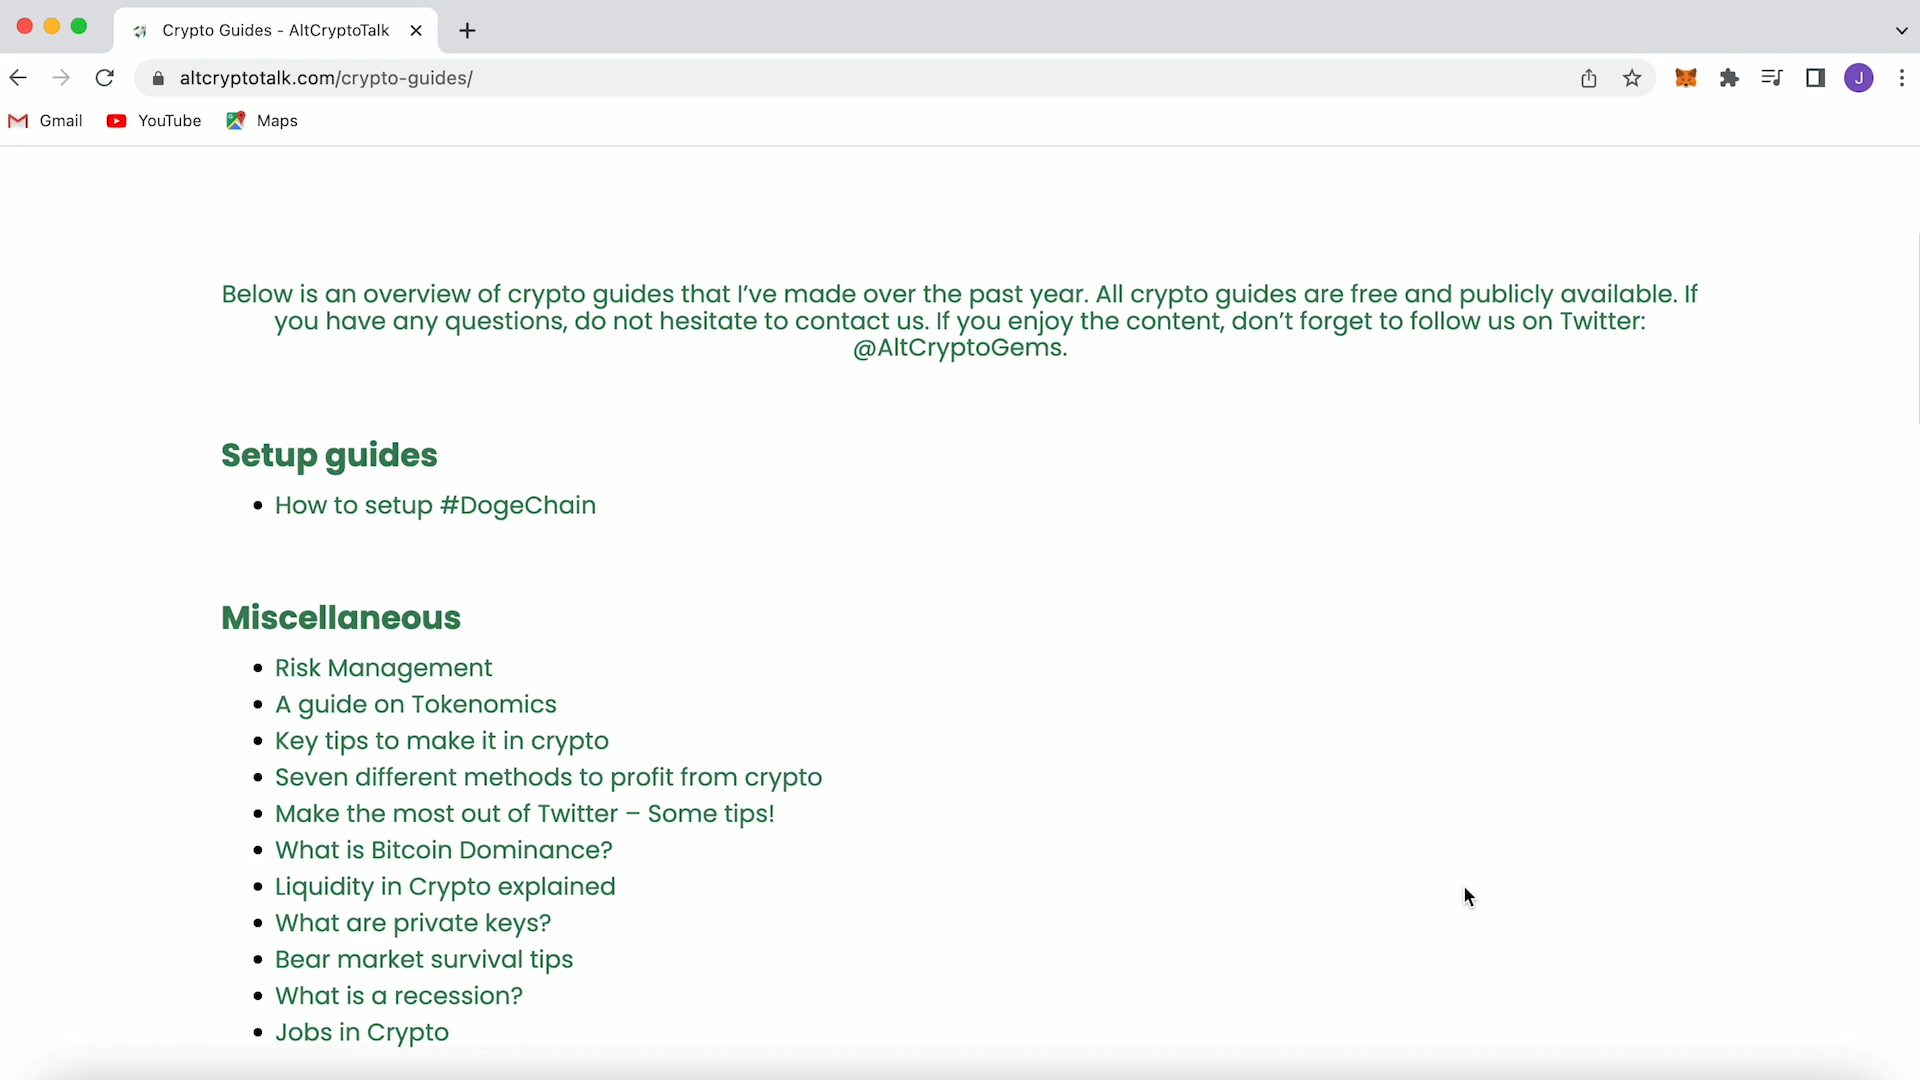 Crypto Guides - AltCryptoTalk
altcryptotalk.com/crypto-guides/
J
Gmail
YouTube
Maps
Below is an overview of crypto guides that I’ve made over the past year. All crypto guides are free and publicly available. If
you have any questions, do not hesitate to contact us. If you enjoy the content, don’t forget to follow us on Twitter:
@AltCryptoGems.
Setup guides
• How to setup #DogeChain
Miscellaneous
• Risk Management
• A guide on Tokenomics
• Key tips to make it in crypto
• Seven different methods to profit from crypto
• Make the most out of Twitter – Some tips!
• What is Bitcoin Dominance?
• Liquidity in Crypto explained
• What are private keys?
• Bear market survival tips
• What is a recession?
• Jobs in Crypto